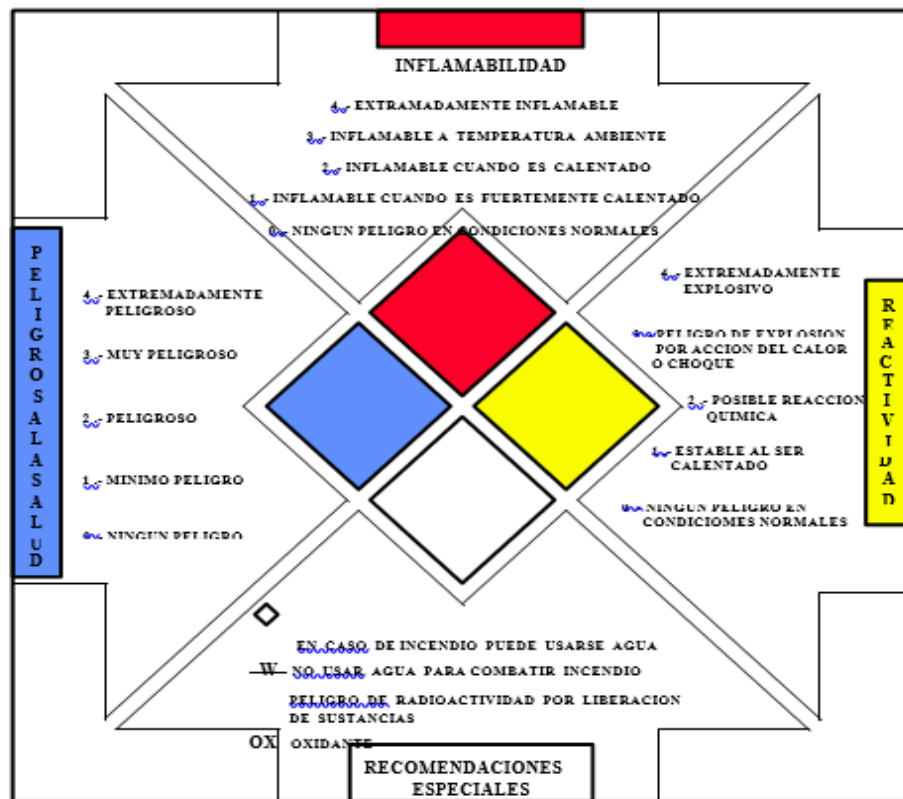 INFLAMABILIDAD
4.- EXTRAMADAMENTE INFLAMABLE
3.- INFLAMABLE A TEMPERATURA AMBIENTE
2.- INFLAMABLE CUANDO ES CALENTADO
1.- INFLAMABLE CUANDO ES FUERTEMENTE CALENTADO
0.- NINGUN PELIGRO EN CONDICIONES NORMALES
PELIGROSALASALUD
4.- EXTREMADAMENTE
PELIGROSO
3.- MUY PELIGROSO
2.- PELIGROSO
1.- MINIMO PELIGRO
0.- NINGUN PELIGRO
4.- EXTREMADAMENTE
EXPLOSIVO
PELIGRO DE EXPLOSION
POR ACCION DEL CALOR
O CHOQUE
2.- POSIBLE REACCION
QUIMICA
1.- ESTABLE AL SER
CALENTADO
0.- NINGUN PELIGRO EN
CONDICIOMES NORMALES
REACTIVIDAD
EN CASO DE INCENDIO PUEDE USARSE AGUA
W NO USAR AGUA PARA COMBATIR INCENDIO
PELIGRO DE RADIOACTIVIDAD POR LIBERACION
DE SUSTANCIAS
OX OXIDANTE
RECOMENDACIONES
ESPECIALES